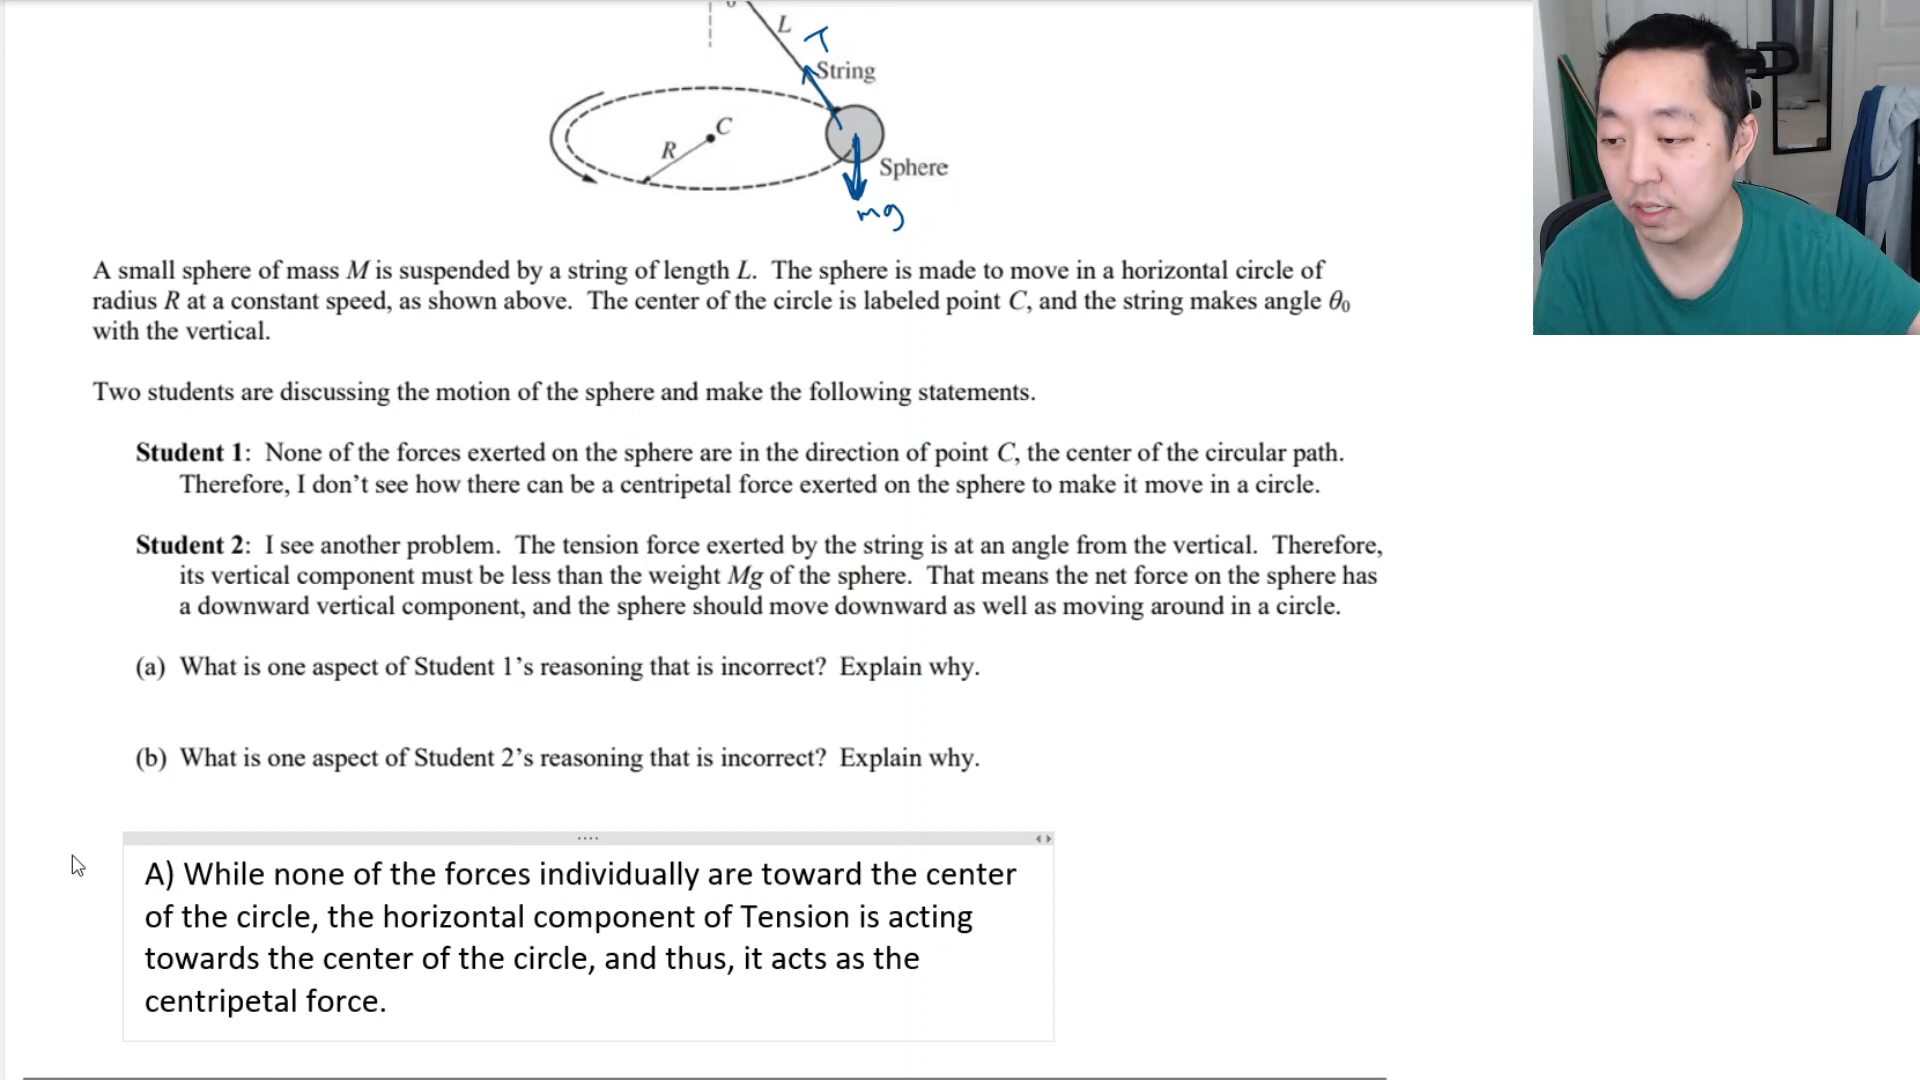 L
T
String
C
R
Sphere
mg
A small sphere of mass M is suspended by a string of length L. The sphere is made to move in a horizontal circle of
radius R at a constant speed, as shown above. The center of the circle is labeled point C, and the string makes angle θ₀
with the vertical.
Two students are discussing the motion of the sphere and make the following statements.
Student 1: None of the forces exerted on the sphere are in the direction of point C, the center of the circular path.
Therefore, I don’t see how there can be a centripetal force exerted on the sphere to make it move in a circle.
Student 2: I see another problem. The tension force exerted by the string is at an angle from the vertical. Therefore,
its vertical component must be less than the weight Mg of the sphere. That means the net force on the sphere has
a downward vertical component, and the sphere should move downward as well as moving around in a circle.
(a) What is one aspect of Student 1’s reasoning that is incorrect? Explain why.
(b) What is one aspect of Student 2’s reasoning that is incorrect? Explain why.
A) While none of the forces individually are toward the center
of the circle, the horizontal component of Tension is acting
towards the center of the circle, and thus, it acts as the
centripetal force.